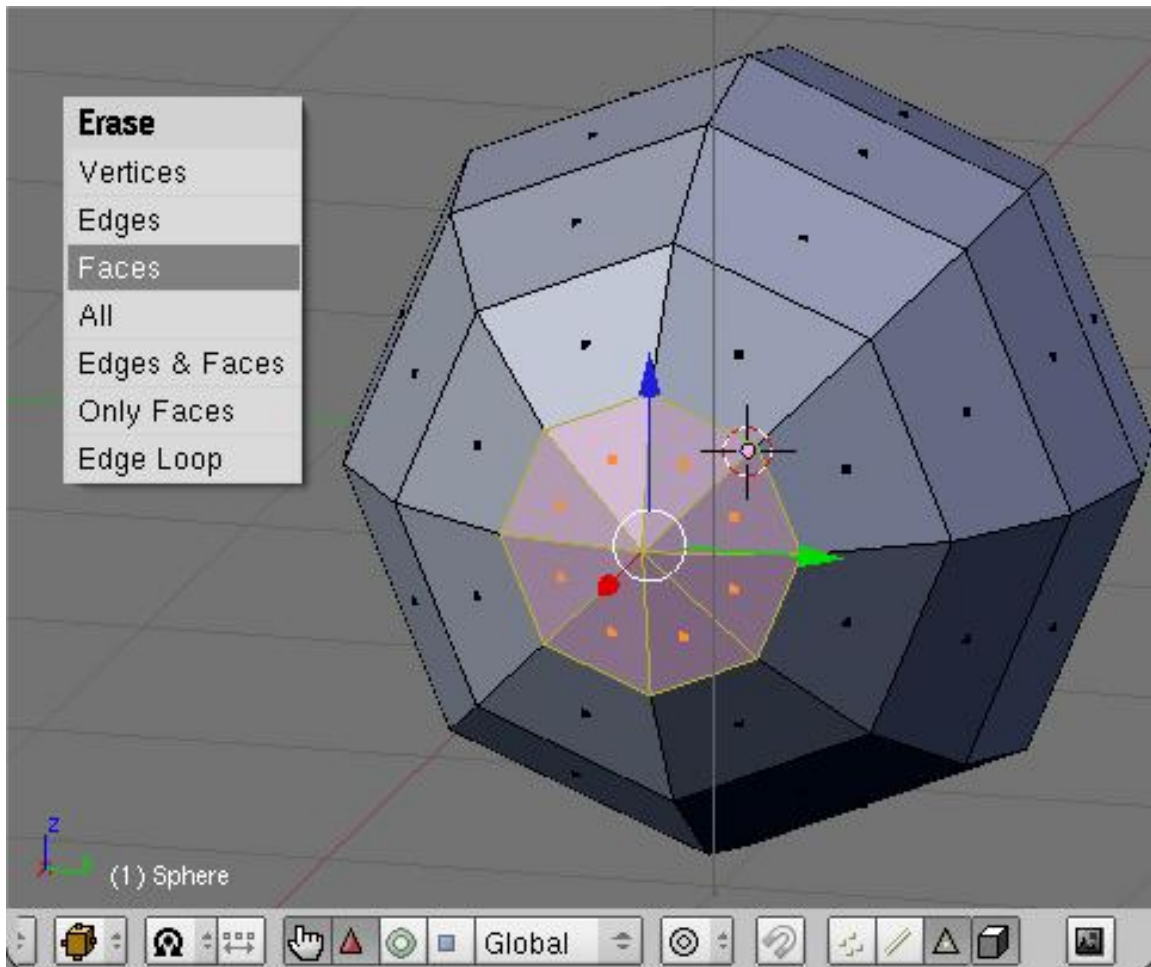 Erase
Vertices
Edges
Faces
All
Edges & Faces
Only Faces
Edge Loop
z
(1) Sphere
Global